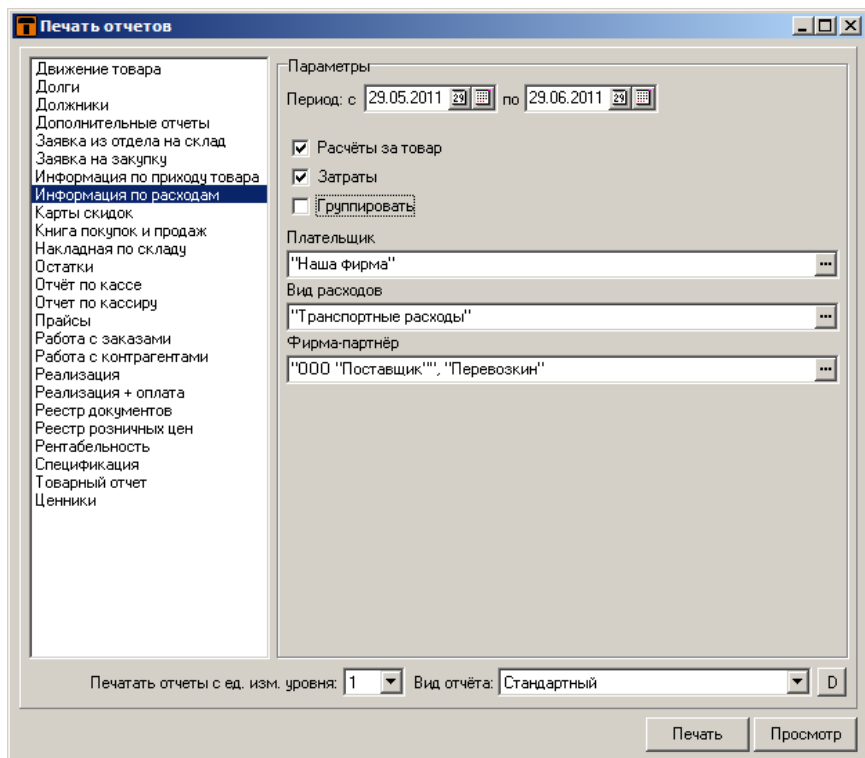 Печать отчетов
Движение товара
Долги
Должники
Дополнительные отчеты
Заявка из отдела на склад
Заявка на закупку
Информация по приходу товара
Информация по расходам
Карты скидок
Книга покупок и продаж
Накладная по складу
Остатки
Отчёт по кассе
Отчет по кассиру
Прайсы
Работа с заказами
Работа с контрагентами
Реализация
Реализация + оплата
Реестр документов
Реестр розничных цен
Рентабельность
Спецификация
Товарный отчет
Ценники
Параметры
Период: с 29.05.2011 29 по 29.06.2011 29
Расчёты за товар
Затраты
Группировать
Плательщик
"Наша фирма" ...
Вид расходов
"Транспортные расходы" ...
Фирма-партнёр
"ООО "Поставщик"", "Перевозкин" ...
Печатать отчеты с ед. изм. уровня: 1 Вид отчёта: Стандартный D
Печать Просмотр